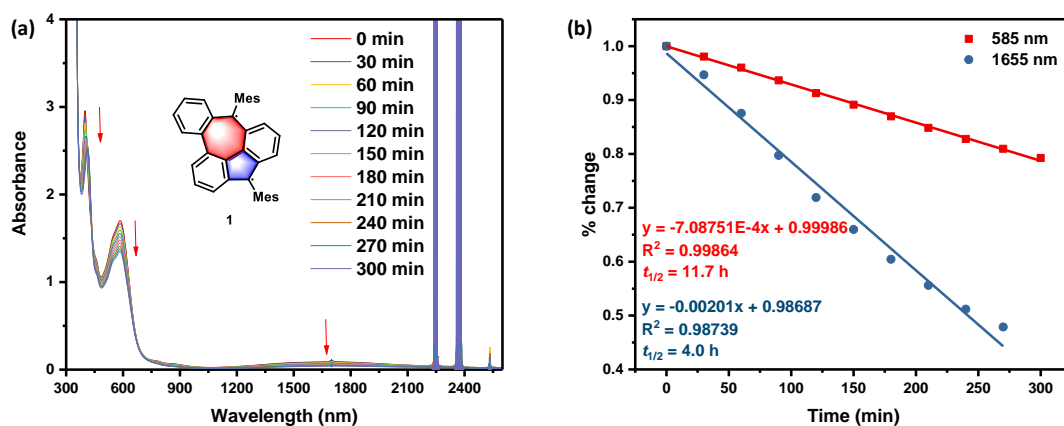 (a)
4
3
2
1
0
Absorbance
300 600 900 1200 1500 1800 2100 2400
Wavelength (nm)
Mes
Mes
1
0 min
30 min
60 min
90 min
120 min
150 min
180 min
210 min
240 min
270 min
300 min
(b)
1.0
0.9
0.8
0.7
0.6
0.5
0.4
% change
0 50 100 150 200 250 300
Time (min)
585 nm
1655 nm
y = -7.08751E-4x + 0.99986
R² = 0.99864
t1/2 = 11.7 h
y = -0.00201x + 0.98687
R² = 0.98739
t1/2 = 4.0 h